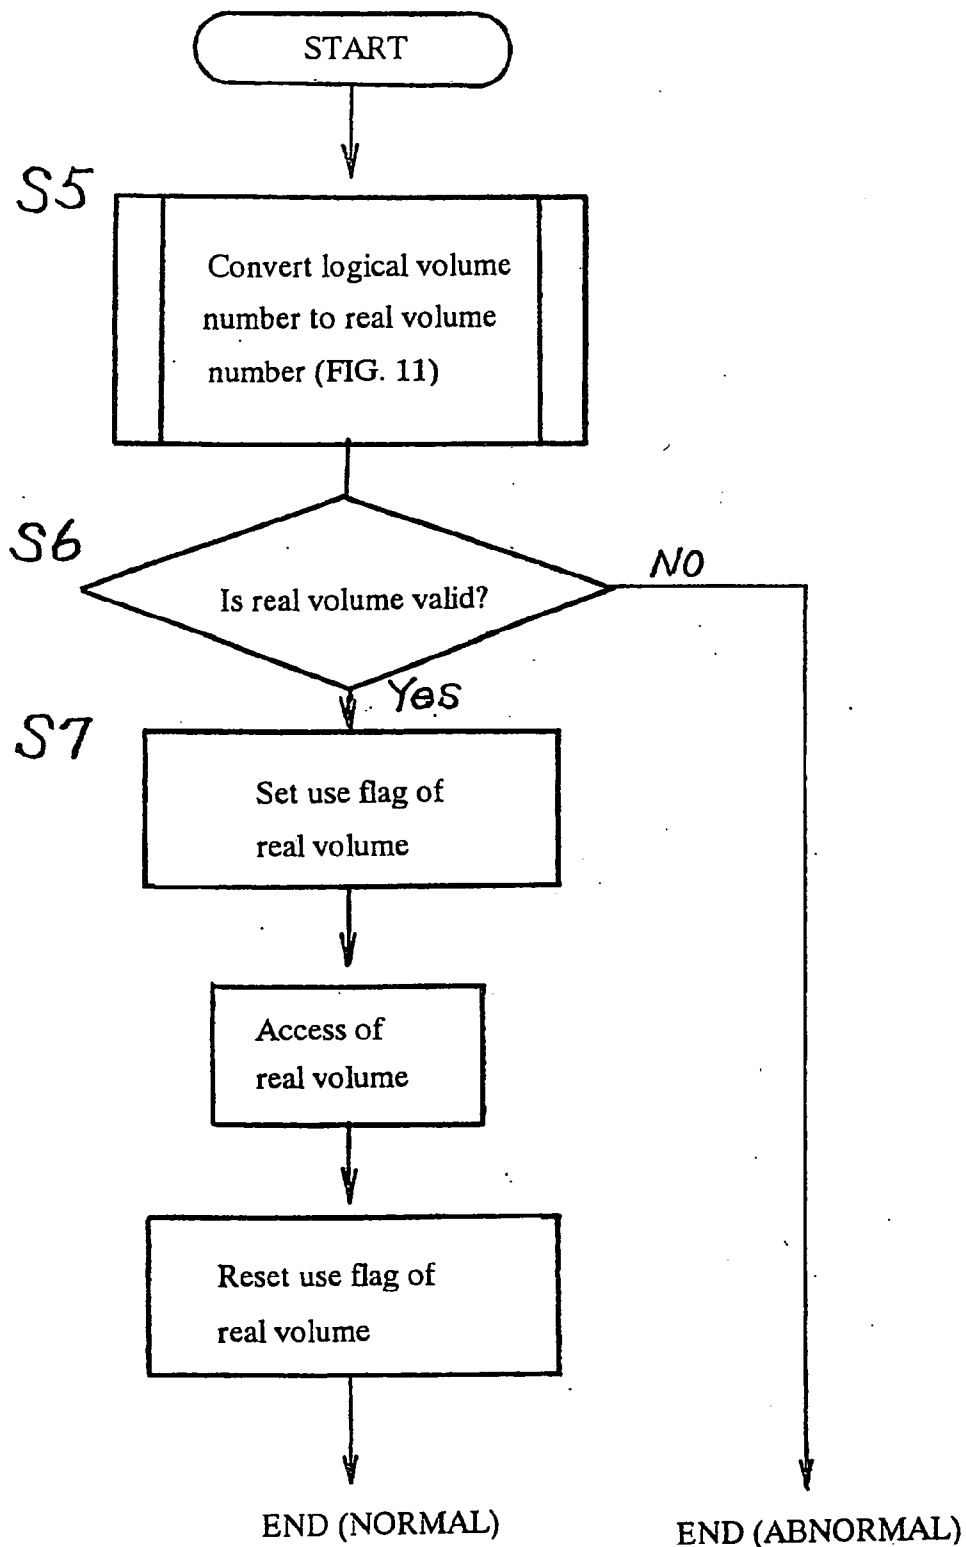 START
S5
Convert logical volume
number to real volume
number (FIG. 11)
S6
Is real volume valid?
NO
Yes
S7
Set use flag of
real volume
Access of
real volume
Reset use flag of
real volume
END (NORMAL)
END (ABNORMAL)